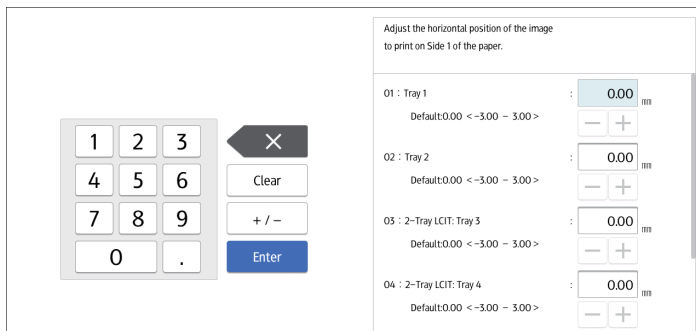 Adjust the horizontal position of the image
to print on Side 1 of the paper.
01 : Tray 1 : 0.00 mm
Default:0.00 <-3.00 - 3.00 >
− +
02 : Tray 2 : 0.00 mm
Default:0.00 <-3.00 - 3.00 >
− +
03 : 2-Tray LCIT: Tray 3 : 0.00 mm
Default:0.00 <-3.00 - 3.00 >
− +
04 : 2-Tray LCIT: Tray 4 : 0.00 mm
Default:0.00 <-3.00 - 3.00 >
− +
1 2 3
4 5 6 Clear
7 8 9 + / −
0 . Enter